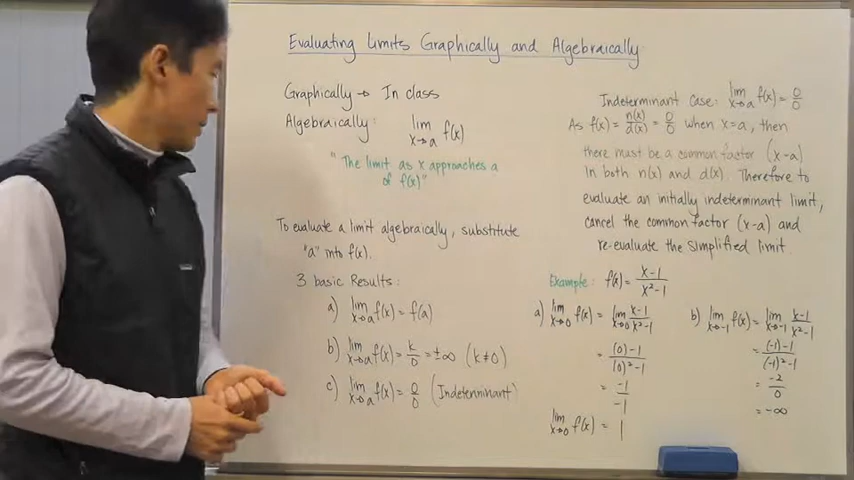 Evaluating Limits Graphically and Algebraically
Graphically → In class
Algebraically: lim x→a f(x)
"The limit as x approaches a
of f(x)"
To evaluate a limit algebraically, substitute
"a" into f(x).
3 basic Results:
a) lim x→a f(x) = f(a)
b) lim x→a f(x) = k/0 = ±∞ (k≠0)
c) lim x→a f(x) = 0/0 (Indeterminant)
Indeterminant Case: lim x→a f(x) = 0/0
As f(x) = n(x)/d(x) = 0/0 when x=a, then
there must be a common factor (x-a)
in both n(x) and d(x). Therefore to
evaluate an initially indeterminant limit,
cancel the common factor (x-a) and
re-evaluate the simplified limit.
Example: f(x) = x-1/x²-1
a) lim x→0 f(x) = lim x→0 x-1/x²-1
= (0)-1/(0)²-1
= -1/-1
lim x→0 f(x) = 1
b) lim x→-1 f(x) = lim x→-1 x-1/x²-1
= (-1)-1/(-1)²-1
= -2/0
= -∞